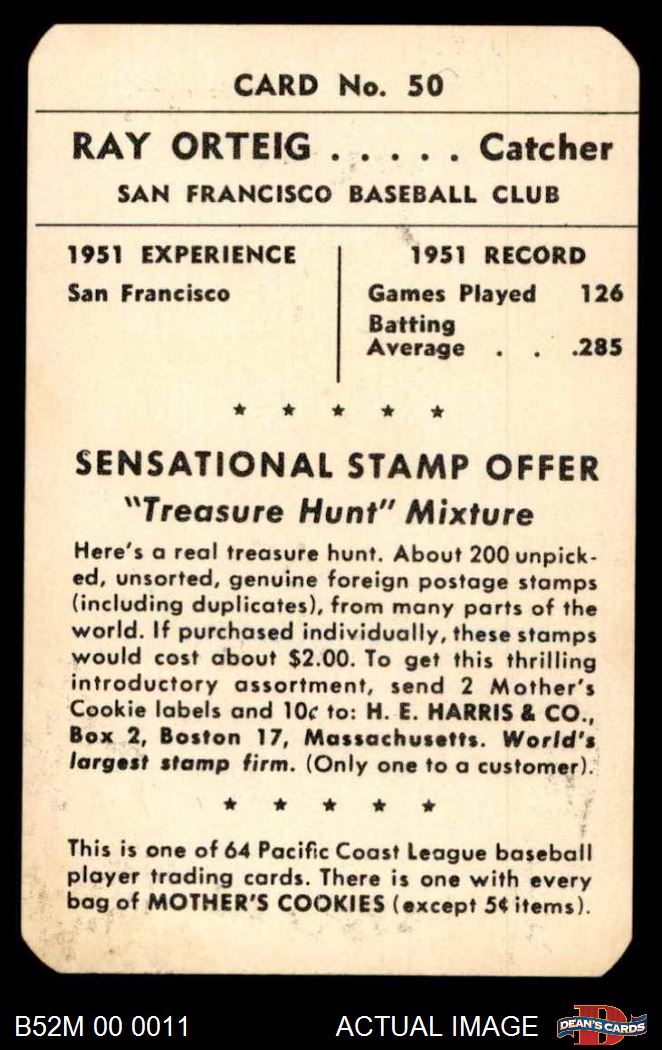 CARD No. 50
RAY ORTEIG . . . . . Catcher
SAN FRANCISCO BASEBALL CLUB
1951 EXPERIENCE
San Francisco
1951 RECORD
Games Played 126
Batting
Average . . .285
★ ★ ★ ★ ★
SENSATIONAL STAMP OFFER
"Treasure Hunt" Mixture
Here's a real treasure hunt. About 200 unpick-
ed, unsorted, genuine foreign postage stamps
(including duplicates), from many parts of the
world. If purchased individually, these stamps
would cost about $2.00. To get this thrilling
introductory assortment, send 2 Mother's
Cookie labels and 10¢ to: H. E. HARRIS & CO.,
Box 2, Boston 17, Massachusetts. World's
largest stamp firm. (Only one to a customer).
★ ★ ★ ★ ★
This is one of 64 Pacific Coast League baseball
player trading cards. There is one with every
bag of MOTHER'S COOKIES (except 5¢ items).
B52M 00 0011
ACTUAL IMAGE
DEAN'S CARDS